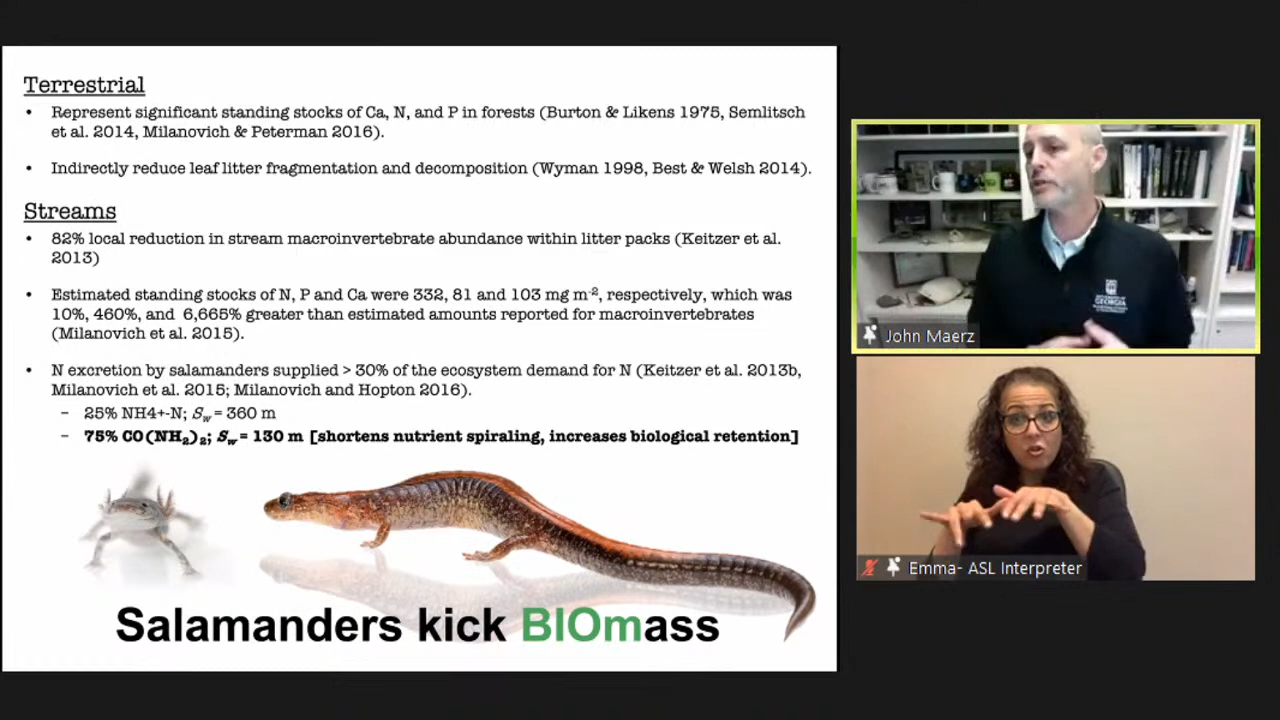 Terrestrial
• Represent significant standing stocks of Ca, N, and P in forests (Burton & Likens 1975, Semlitsch
et al. 2014, Milanovich & Peterman 2016).
• Indirectly reduce leaf litter fragmentation and decomposition (Wyman 1998, Best & Welsh 2014).
Streams
• 82% local reduction in stream macroinvertebrate abundance within litter packs (Keitzer et al.
2013)
• Estimated standing stocks of N, P and Ca were 332, 81 and 103 mg m⁻², respectively, which was
10%, 460%, and 6,665% greater than estimated amounts reported for macroinvertebrates
(Milanovich et al. 2015).
• N excretion by salamanders supplied > 30% of the ecosystem demand for N (Keitzer et al. 2013b,
Milanovich et al. 2015; Milanovich and Hopton 2016).
– 25% NH4+-N; Sw = 360 m
– 75% CO(NH₂)₂; Sw = 130 m [shortens nutrient spiraling, increases biological retention]
Salamanders kick BIOmass
GEORGIA
John Maerz
Emma- ASL Interpreter